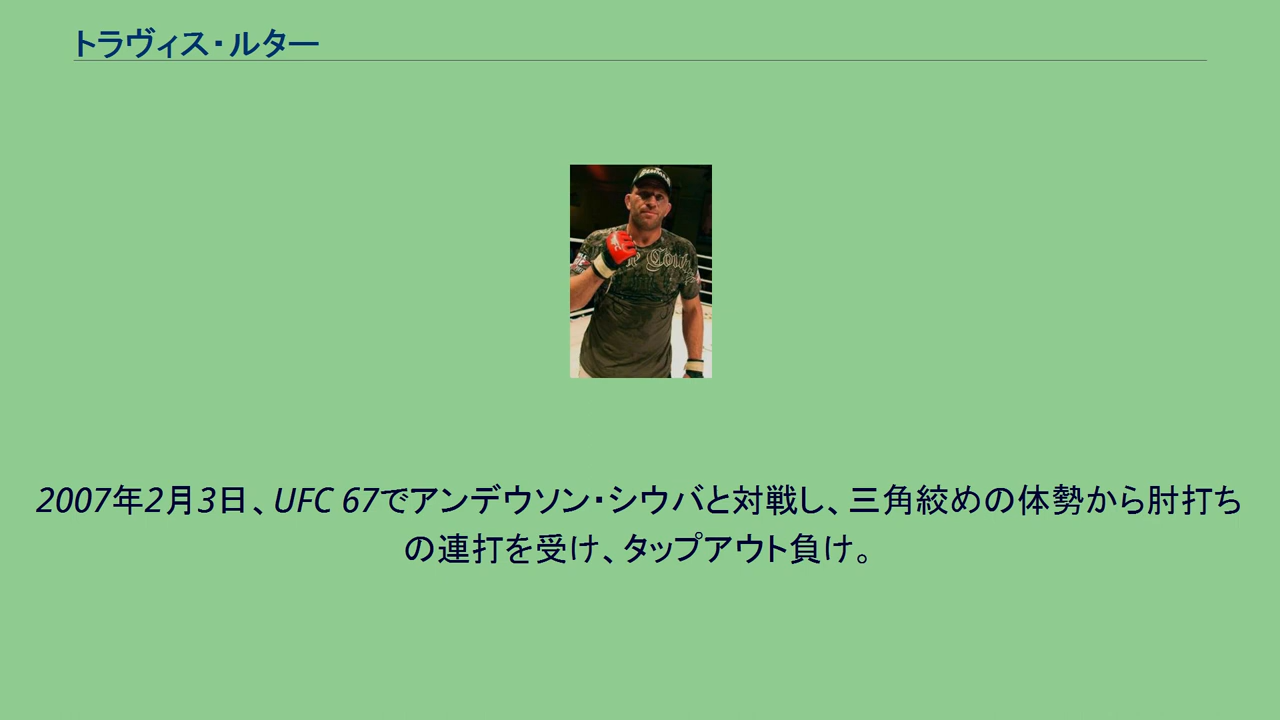 トラヴィス・ルター
2007年2月3日、UFC 67でアンデウソン・シウバと対戦し、三角絞めの体勢から肘打ち
の連打を受け、タップアウト負け。